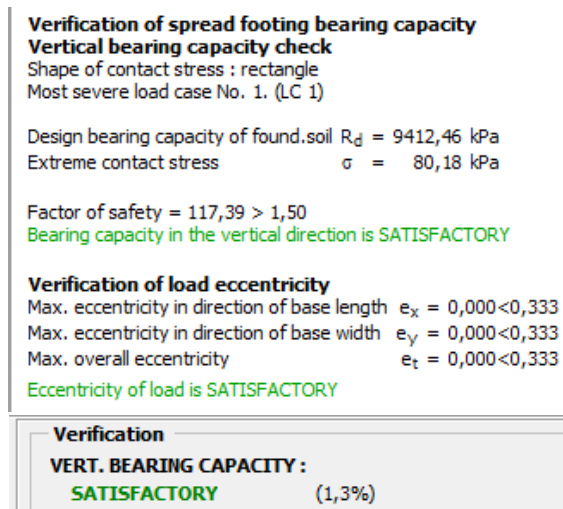 Verification of spread footing bearing capacity
Vertical bearing capacity check
Shape of contact stress : rectangle
Most severe load case No. 1. (LC 1)
Design bearing capacity of found.soil Rd = 9412,46 kPa
Extreme contact stress σ = 80,18 kPa
Factor of safety = 117,39 > 1,50
Bearing capacity in the vertical direction is SATISFACTORY
Verification of load eccentricity
Max. eccentricity in direction of base length ex = 0,000<0,333
Max. eccentricity in direction of base width ey = 0,000<0,333
Max. overall eccentricity et = 0,000<0,333
Eccentricity of load is SATISFACTORY
Verification
VERT. BEARING CAPACITY :
SATISFACTORY (1,3%)